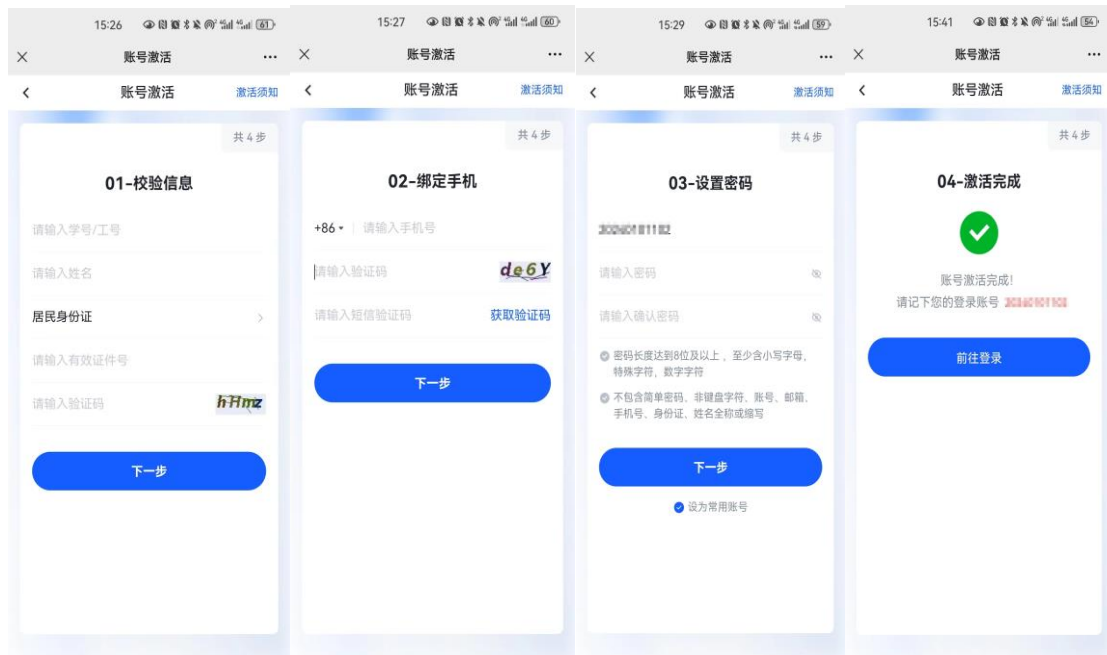 15:26
61
账号激活
账号激活
激活须知
共4步
01-校验信息
请输入学号/工号
请输入姓名
居民身份证
请输入有效证件号
请输入验证码
下一步
15:27
60
账号激活
账号激活
激活须知
共4步
02-绑定手机
+86
请输入手机号
请输入验证码
de6Y
请输入短信验证码
获取验证码
下一步
15:29
59
账号激活
账号激活
激活须知
共4步
03-设置密码
请输入密码
请输入确认密码
密码长度达到8位及以上，至少含小写字母、
特殊字符，数字字符
不包含简单密码、非键盘字符、账号、邮箱、
手机号、身份证、姓名全称或缩写
下一步
设为常用账号
15:41
54
账号激活
账号激活
激活须知
共4步
04-激活完成
账号激活完成!
请记下您的登录账号
前往登录